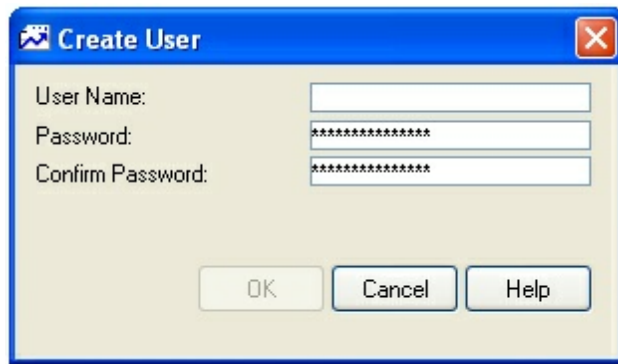 Create User
User Name:
Password: ***************
Confirm Password: ***************
OK Cancel Help